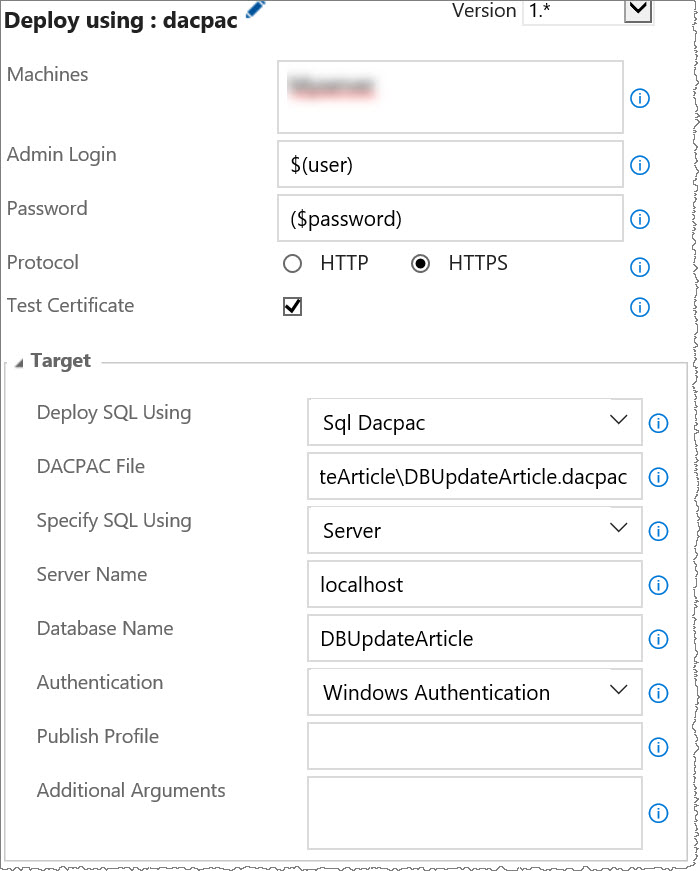 Deploy using : dacpac
Version 1.*
Machines
Admin Login $(user)
Password ($password)
Protocol HTTP HTTPS
Test Certificate
Target
Deploy SQL Using Sql Dacpac
DACPAC File teArticle\DBUpdateArticle.dacpac
Specify SQL Using Server
Server Name localhost
Database Name DBUpdateArticle
Authentication Windows Authentication
Publish Profile
Additional Arguments